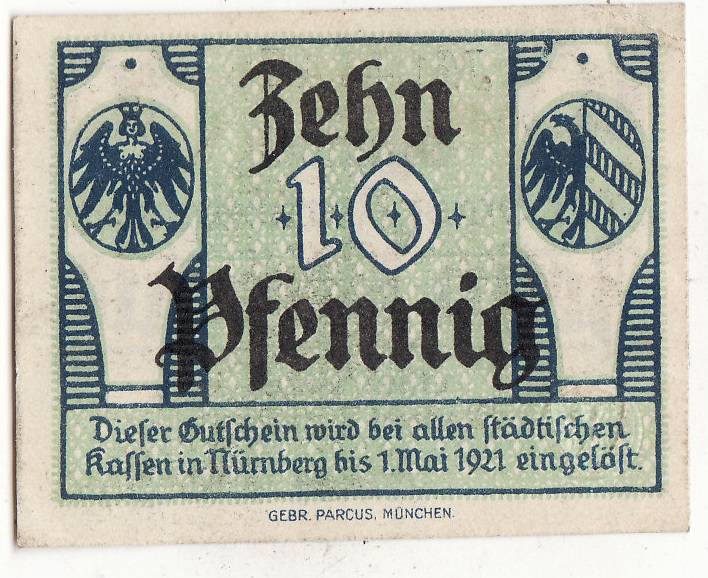 Zehn
10
Pfennig
Dieser Gutschein wird bei allen städtischen
Kassen in Nürnberg bis 1. Mai 1921 eingelöst.
GEBR. PARCUS, MÜNCHEN.